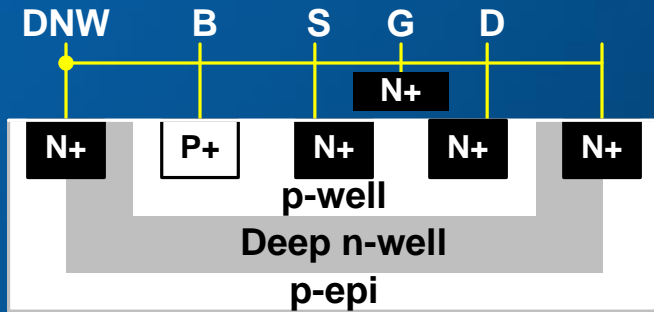 DNW B S G D
N+
N+ P+ N+ N+ N+
p-well
Deep n-well
p-epi